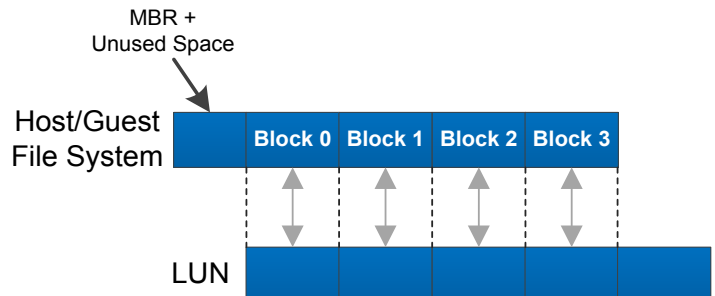 MBR +
Unused Space
Host/Guest
File System
Block 0 Block 1 Block 2 Block 3
LUN